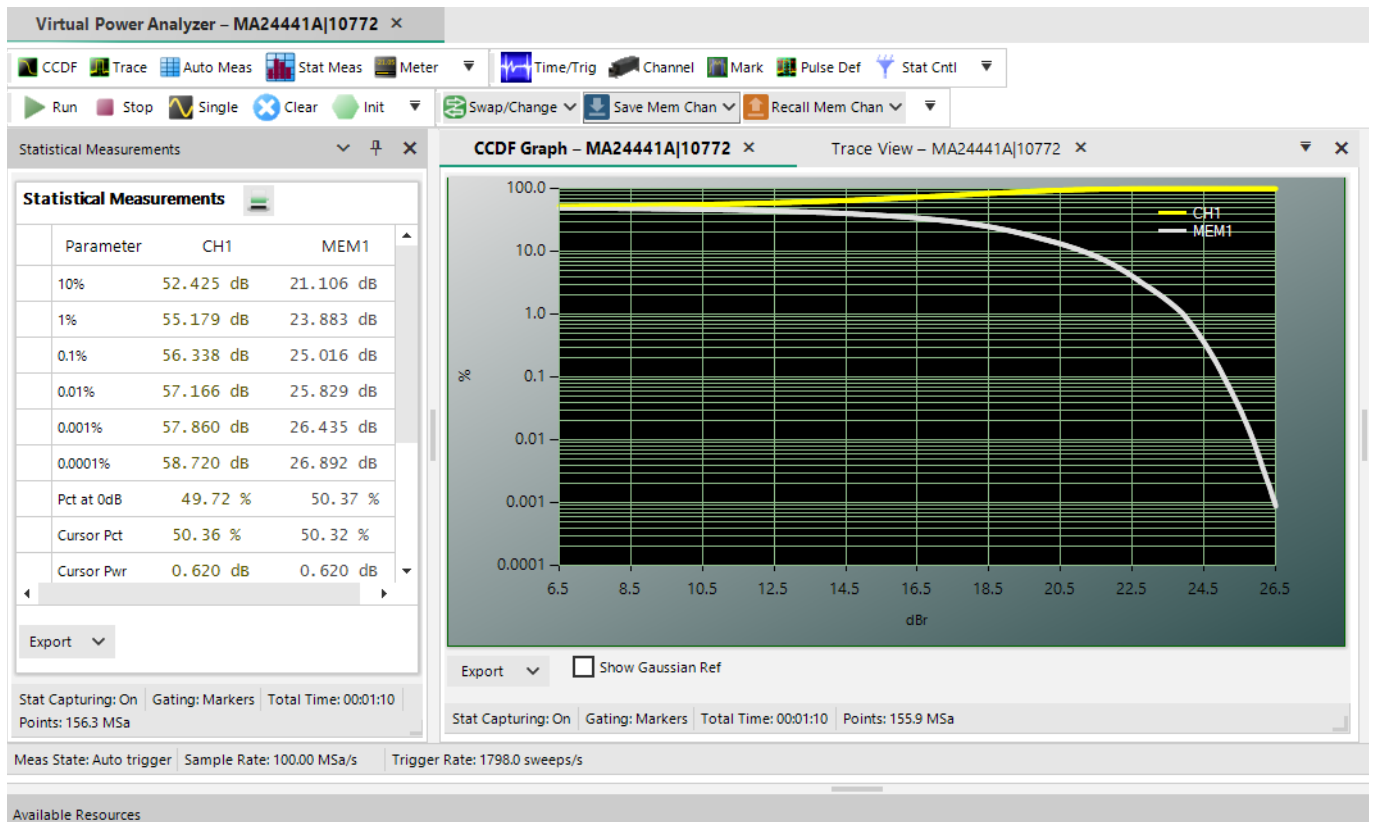 Virtual Power Analyzer – MA24441A|10772 ×
CCDF Trace Auto Meas Stat Meas Meter Time/Trig Channel Mark Pulse Def Stat Cntl
Run Stop Single Clear Init Swap/Change Save Mem Chan Recall Mem Chan
Statistical Measurements
CCDF Graph – MA24441A|10772 × Trace View – MA24441A|10772 ×
Statistical Measurements
Parameter CH1 MEM1
10% 52.425 dB 21.106 dB
1% 55.179 dB 23.883 dB
0.1% 56.338 dB 25.016 dB
0.01% 57.166 dB 25.829 dB
0.001% 57.860 dB 26.435 dB
0.0001% 58.720 dB 26.892 dB
Pct at 0dB 49.72 % 50.37 %
Cursor Pct 50.36 % 50.32 %
Cursor Pwr 0.620 dB 0.620 dB
Export
Stat Capturing: On Gating: Markers Total Time: 00:01:10
Points: 156.3 MSa
100.0
10.0
1.0
0.1
0.01
0.001
0.0001
%
CH1
MEM1
6.5 8.5 10.5 12.5 14.5 16.5 18.5 20.5 22.5 24.5 26.5
dBr
Export Show Gaussian Ref
Stat Capturing: On Gating: Markers Total Time: 00:01:10 Points: 155.9 MSa
Meas State: Auto trigger Sample Rate: 100.00 MSa/s Trigger Rate: 1798.0 sweeps/s
Available Resources